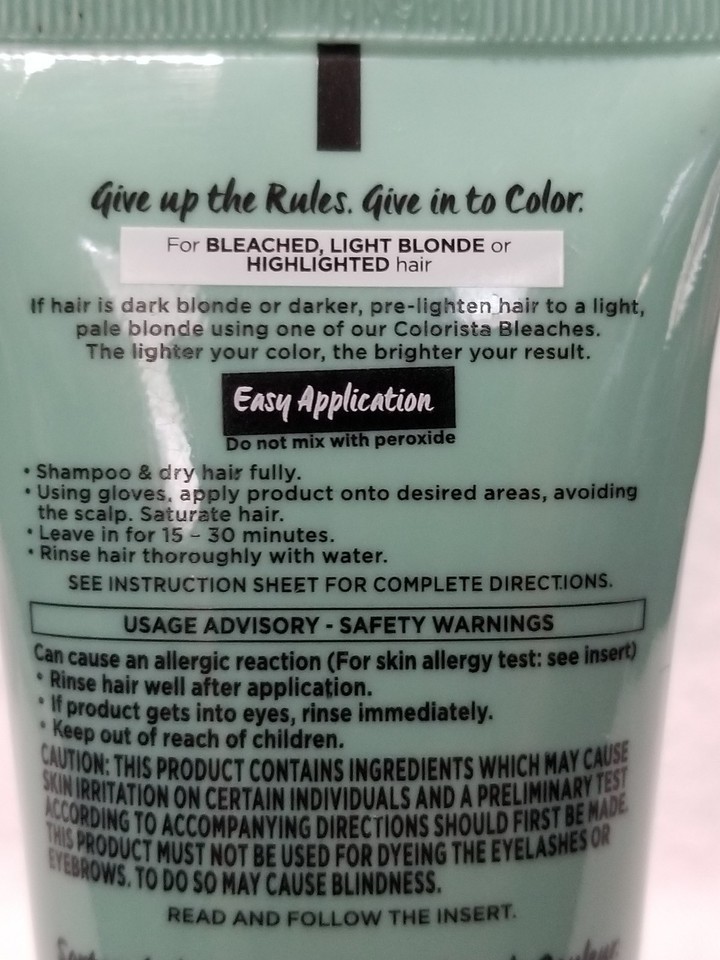 Give up the Rules. Give in to Color.
For BLEACHED, LIGHT BLONDE or
HIGHLIGHTED hair
If hair is dark blonde or darker, pre-lighten hair to a light,
pale blonde using one of our Colorista Bleaches.
The lighter your color, the brighter your result.
Easy Application
Do not mix with peroxide
• Shampoo & dry hair fully.
• Using gloves, apply product onto desired areas, avoiding
the scalp. Saturate hair.
• Leave in for 15 – 30 minutes.
• Rinse hair thoroughly with water.
SEE INSTRUCTION SHEET FOR COMPLETE DIRECTIONS.
USAGE ADVISORY - SAFETY WARNINGS
Can cause an allergic reaction (For skin allergy test: see insert)
• Rinse hair well after application.
• If product gets into eyes, rinse immediately.
• Keep out of reach of children.
CAUTION: THIS PRODUCT CONTAINS INGREDIENTS WHICH MAY CAUSE
SKIN IRRITATION ON CERTAIN INDIVIDUALS AND A PRELIMINARY TEST
ACCORDING TO ACCOMPANYING DIRECTIONS SHOULD FIRST BE MADE.
THIS PRODUCT MUST NOT BE USED FOR DYEING THE EYELASHES OR
EYEBROWS. TO DO SO MAY CAUSE BLINDNESS.
READ AND FOLLOW THE INSERT.